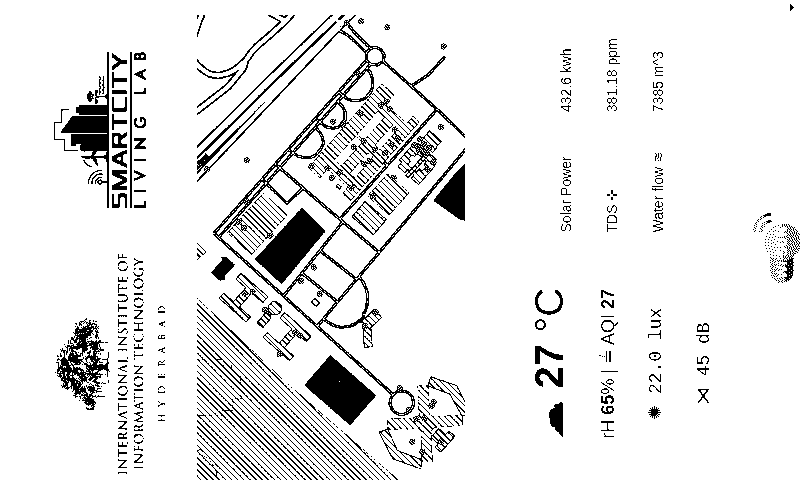 INTERNATIONAL INSTITUTE OF
INFORMATION TECHNOLOGY
HYDERABAD
SMARTCITY
LIVING LAB
27 °C
rH 65% | AQI 27
22.0 lux
45 dB
Solar Power 432.6 kwh
TDS 381.18 ppm
Water flow 7385 m^3